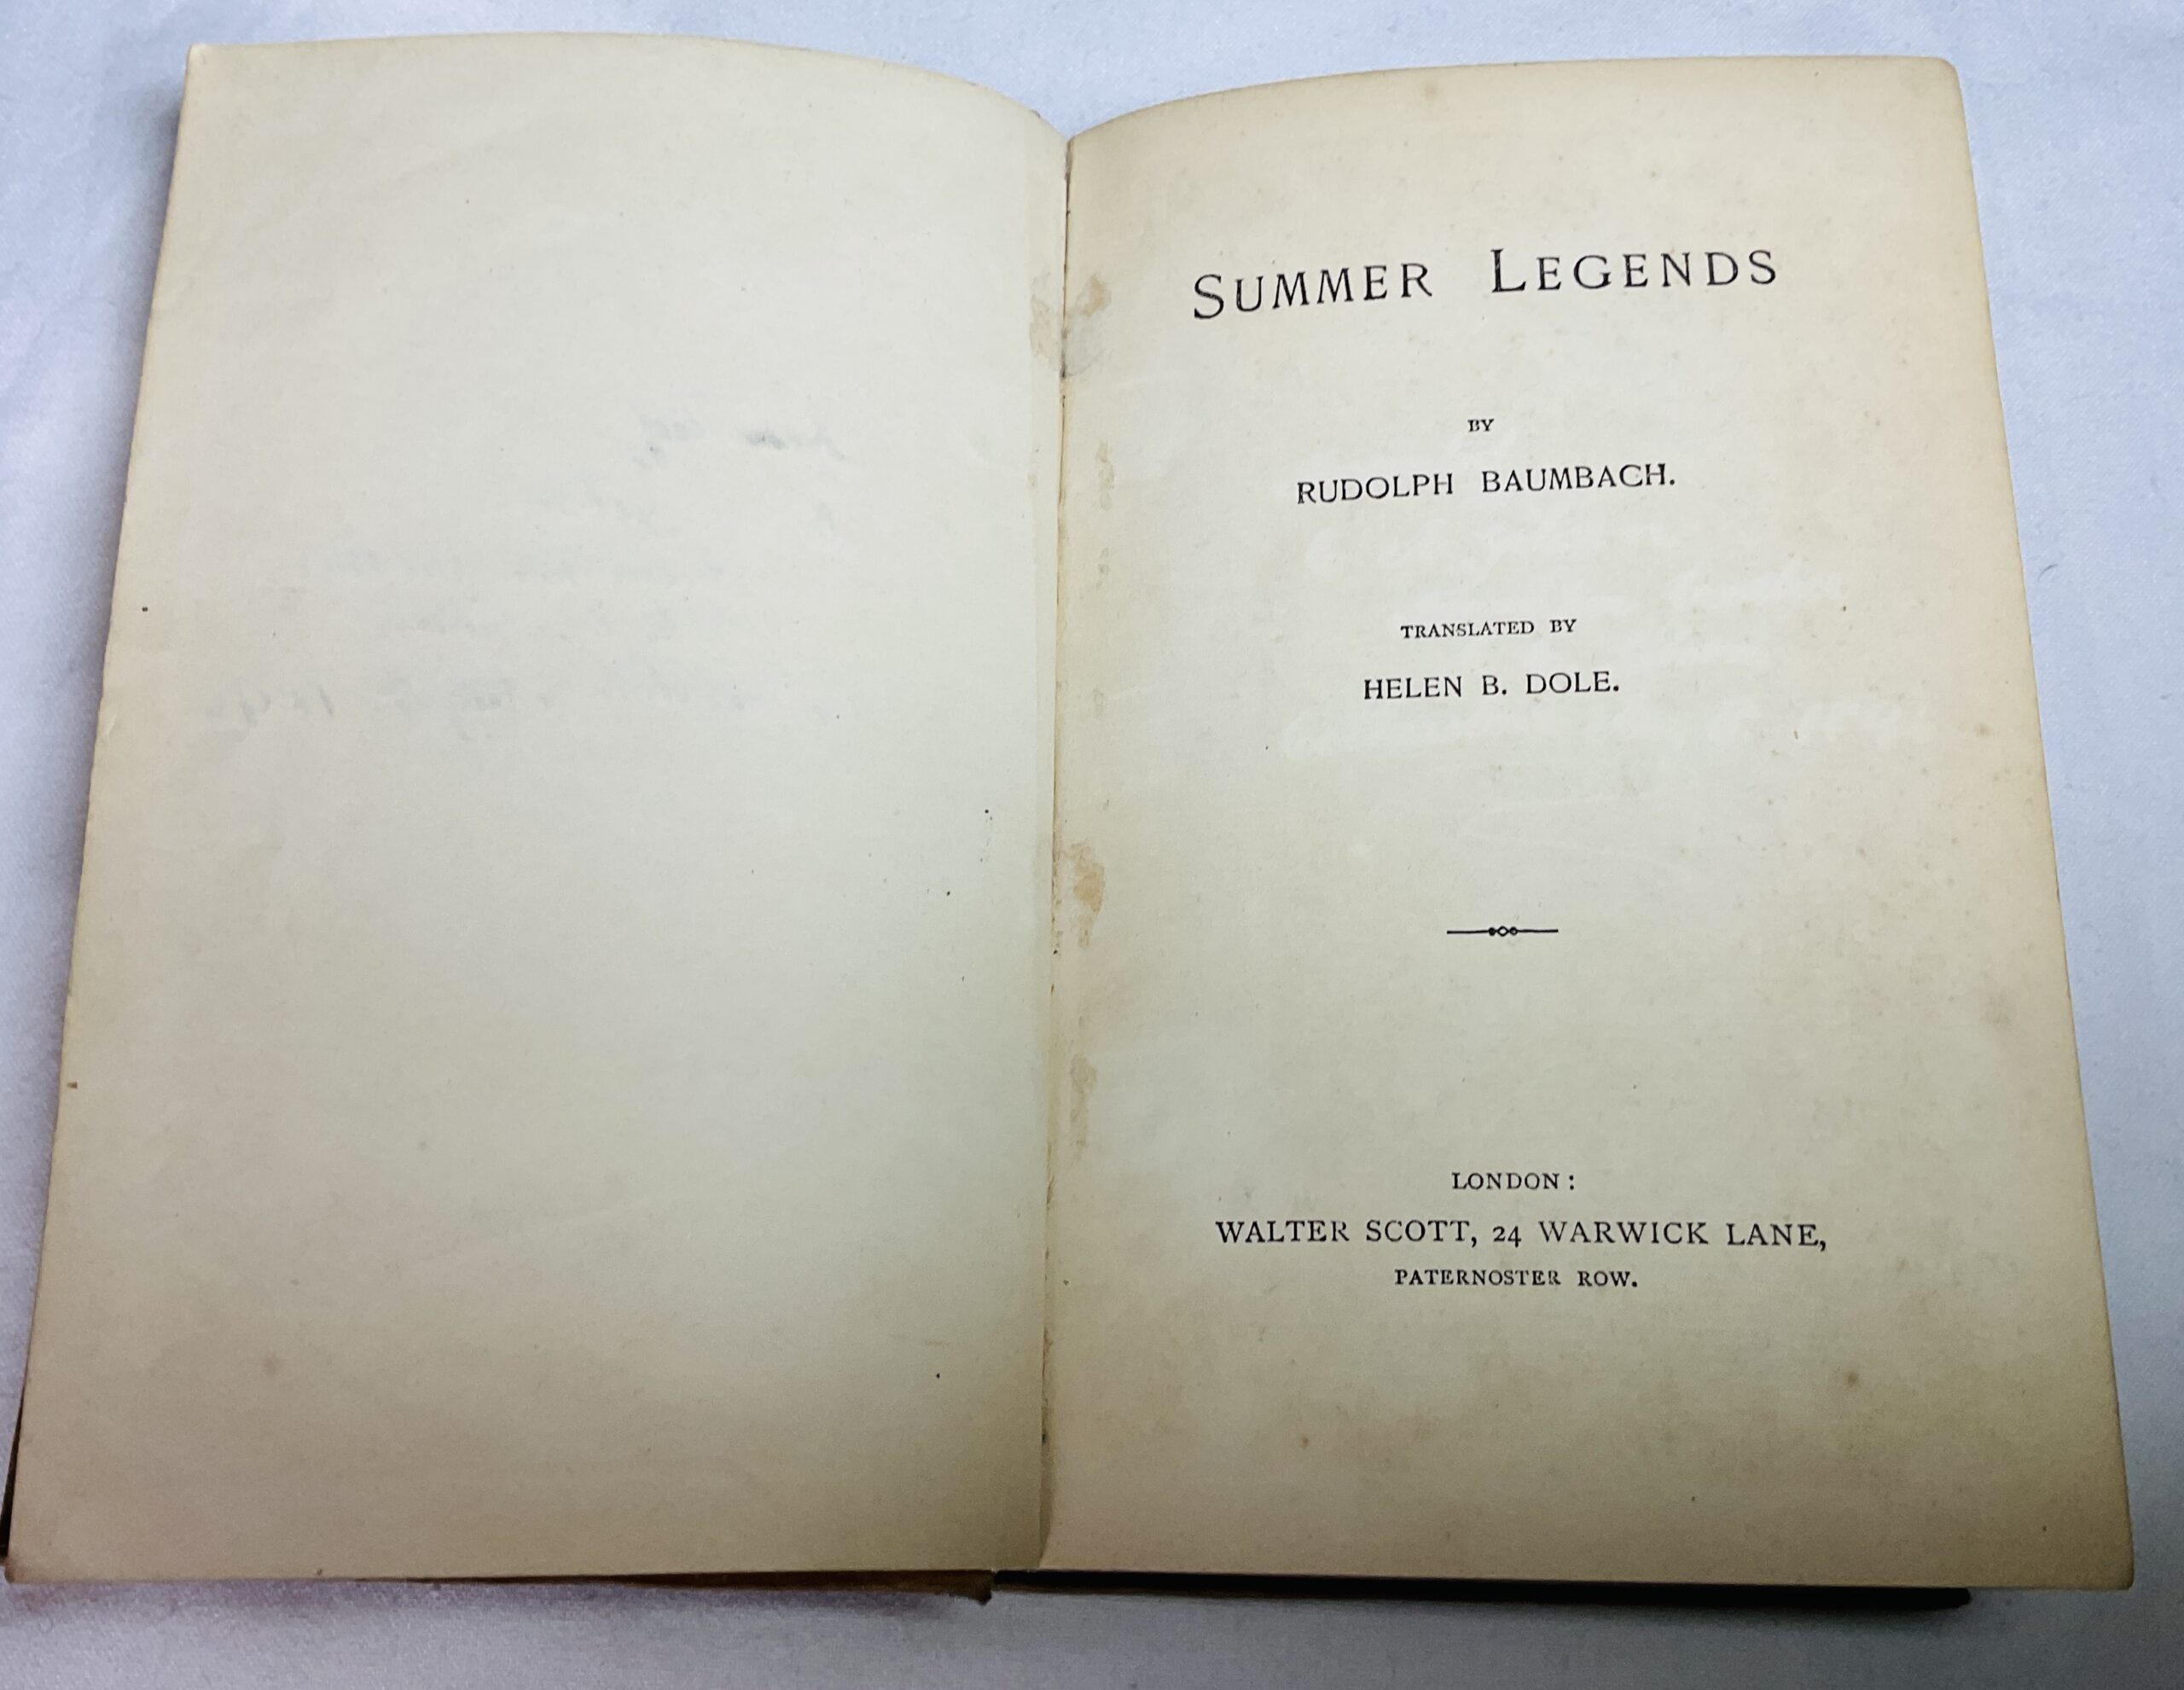 SUMMER LEGENDS
BY
RUDOLPH BAUMBACH.
TRANSLATED BY
HELEN B. DOLE.
LONDON:
WALTER SCOTT, 24 WARWICK LANE,
PATERNOSTER ROW.